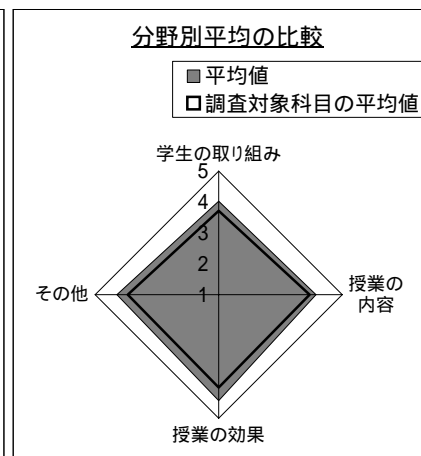 分野別平均の比較
平均値
調査対象科目の平均値
学生の取り組み
5
4
3
2
1
その他
授業の
内容
授業の効果